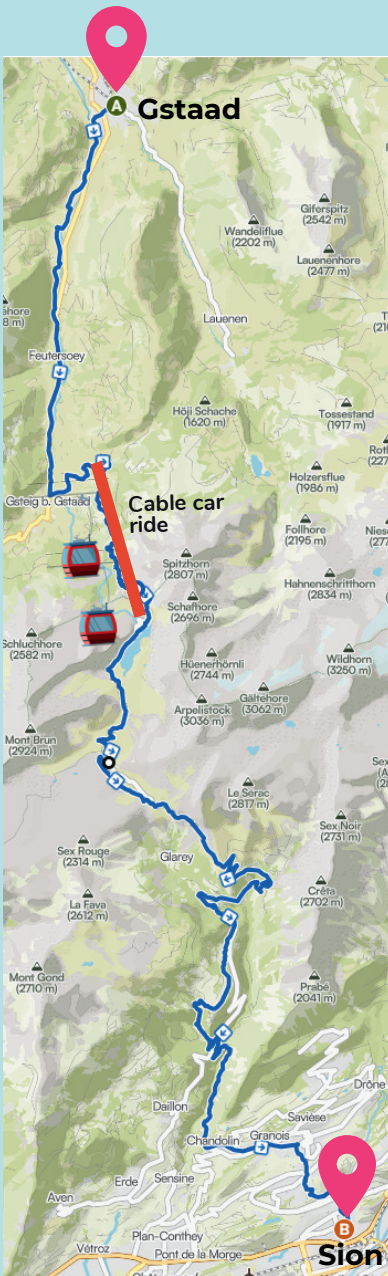 A Gstaad
Giferspitz
(2542 m)
Wandeliflue
(2202 m)
Lauenenhore
(2477 m)
Lauenen
Feutersoey
Höji Schache
(1620 m)
Tossestand
(1917 m)
Holzersflue
(1986 m)
Gsteig b. Gstaad
Cable car
ride
Follhore
(2195 m)
Spitzhorn
(2807 m)
Hahnenschritthorn
(2834 m)
Schafhore
(2696 m)
Schluchhore
(2582 m)
Hüenerhörnli
(2744 m)
Wildhorn
(3250 m)
Gältehore
(3062 m)
Arpelistock
(3036 m)
Mont Brun
(2924 m)
Le Sérac
(2817 m)
Sex Noir
(2731 m)
Sex Rouge
(2314 m)
Glarey
Crêta
(2702 m)
La Fava
(2612 m)
Mont Gond
(2710 m)
Prabé
(2041 m)
Drône
Daillon
Savièse
Granois
Chandolin
Erde
Sensine
Aven
Plan-Conthey
B
Vétroz
Pont de la Morge
Sion